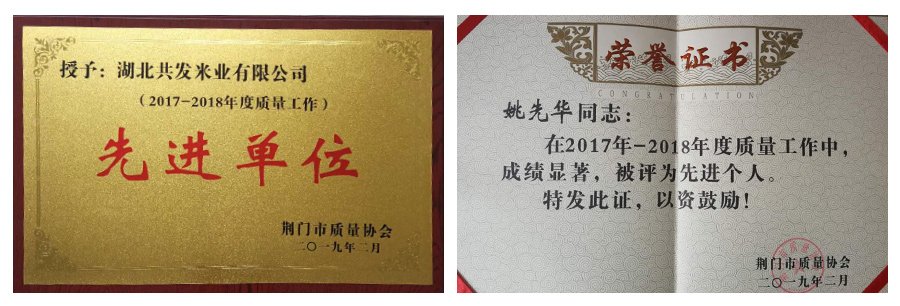 授予：湖北共发米业有限公司
（2017-2018年度质量工作）
先进单位
荆门市质量协会
二〇一九年二月
荣誉证书
CONGRATULATION
姚先华同志：
在2017年-2018年度质量工作中，
成绩显著，被评为先进个人。
特发此证，以资鼓励！
荆门市质量协会
二〇一九年二月